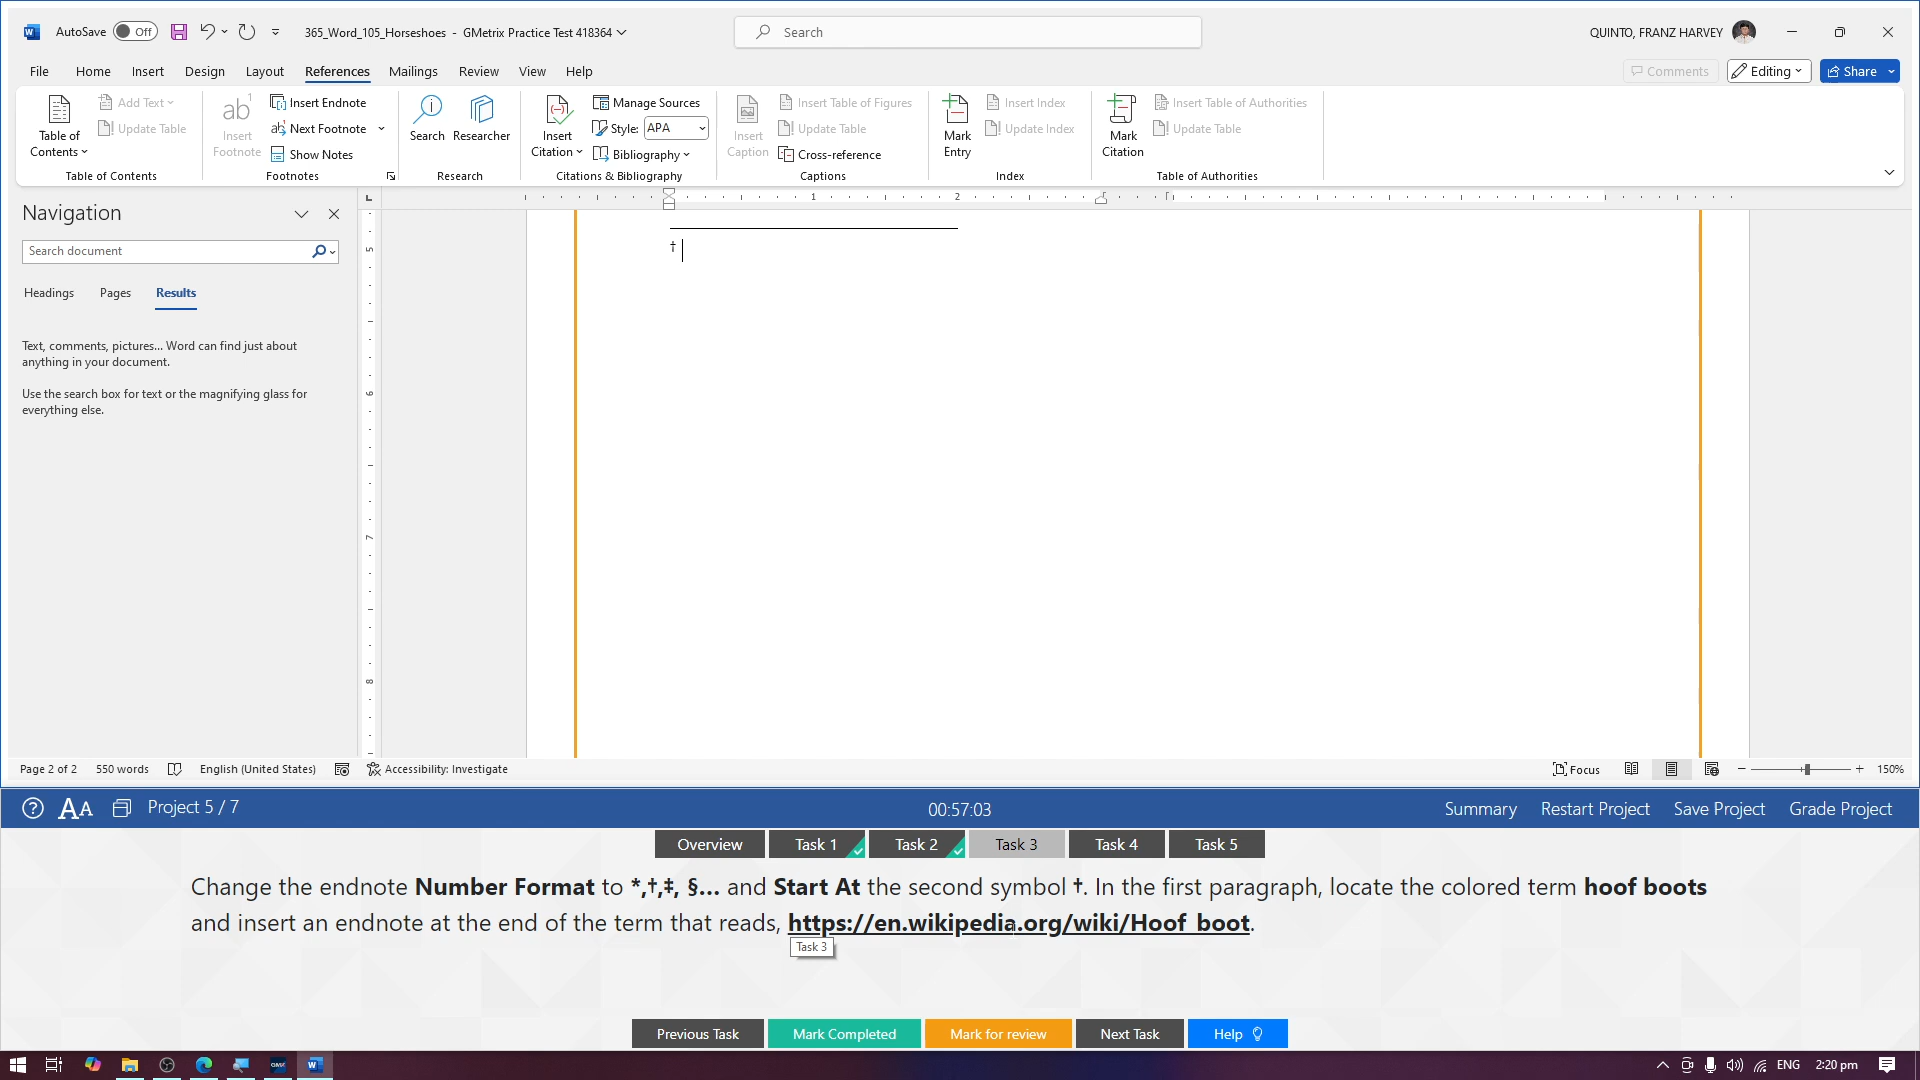 AutoSave Off 365_Word_105_Horseshoes - GMetrix Practice Test 418364 Search QUINTO, FRANZ HARVEY
File Home Insert Design Layout References Mailings Review View Help Comments Editing Share
Table of Contents
Add Text
Update Table
Table of Contents
ab
Insert Footnote
Insert Endnote
Next Footnote
Show Notes
Footnotes
Search
Researcher
Research
Insert Citation
Manage Sources
Style: APA
Bibliography
Citations & Bibliography
Insert Caption
Insert Table of Figures
Update Table
Cross-reference
Captions
Mark Entry
Insert Index
Update Index
Index
Mark Citation
Insert Table of Authorities
Update Table
Table of Authorities
Navigation
Search document
Headings Pages Results
Text, comments, pictures... Word can find just about
anything in your document.
Use the search box for text or the magnifying glass for
everything else.
1 2
5
6
7
8
†
Page 2 of 2 550 words English (United States) Accessibility: Investigate Focus 150%
Project 5 / 7 00:57:03 Summary Restart Project Save Project Grade Project
Overview Task 1 Task 2 Task 3 Task 4 Task 5
Change the endnote Number Format to *,†,‡, §... and Start At the second symbol †. In the first paragraph, locate the colored term hoof boots
and insert an endnote at the end of the term that reads, https://en.wikipedia.org/wiki/Hoof_boot.
Task 3
Previous Task Mark Completed Mark for review Next Task Help
ENG 2:20 pm